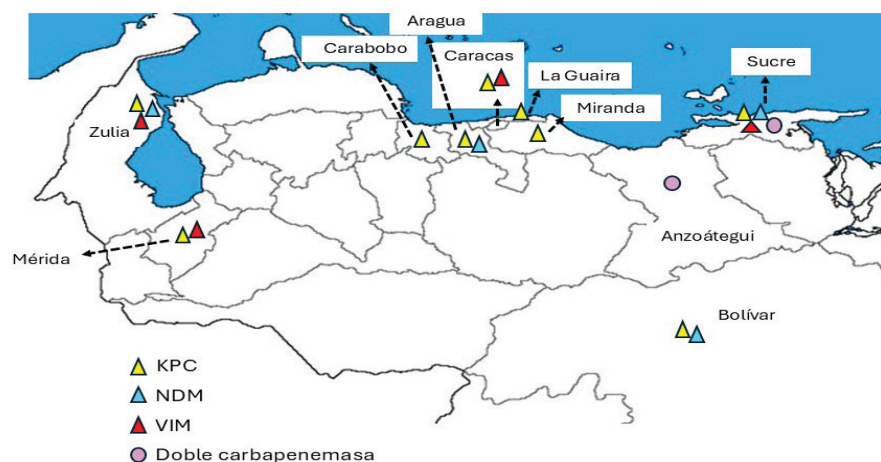 Aragua
Carabobo
Caracas
Sucre
La Guaira
Miranda
Zulia
Mérida
Anzoátegui
Bolívar
KPC
NDM
VIM
Doble carbapenemasa